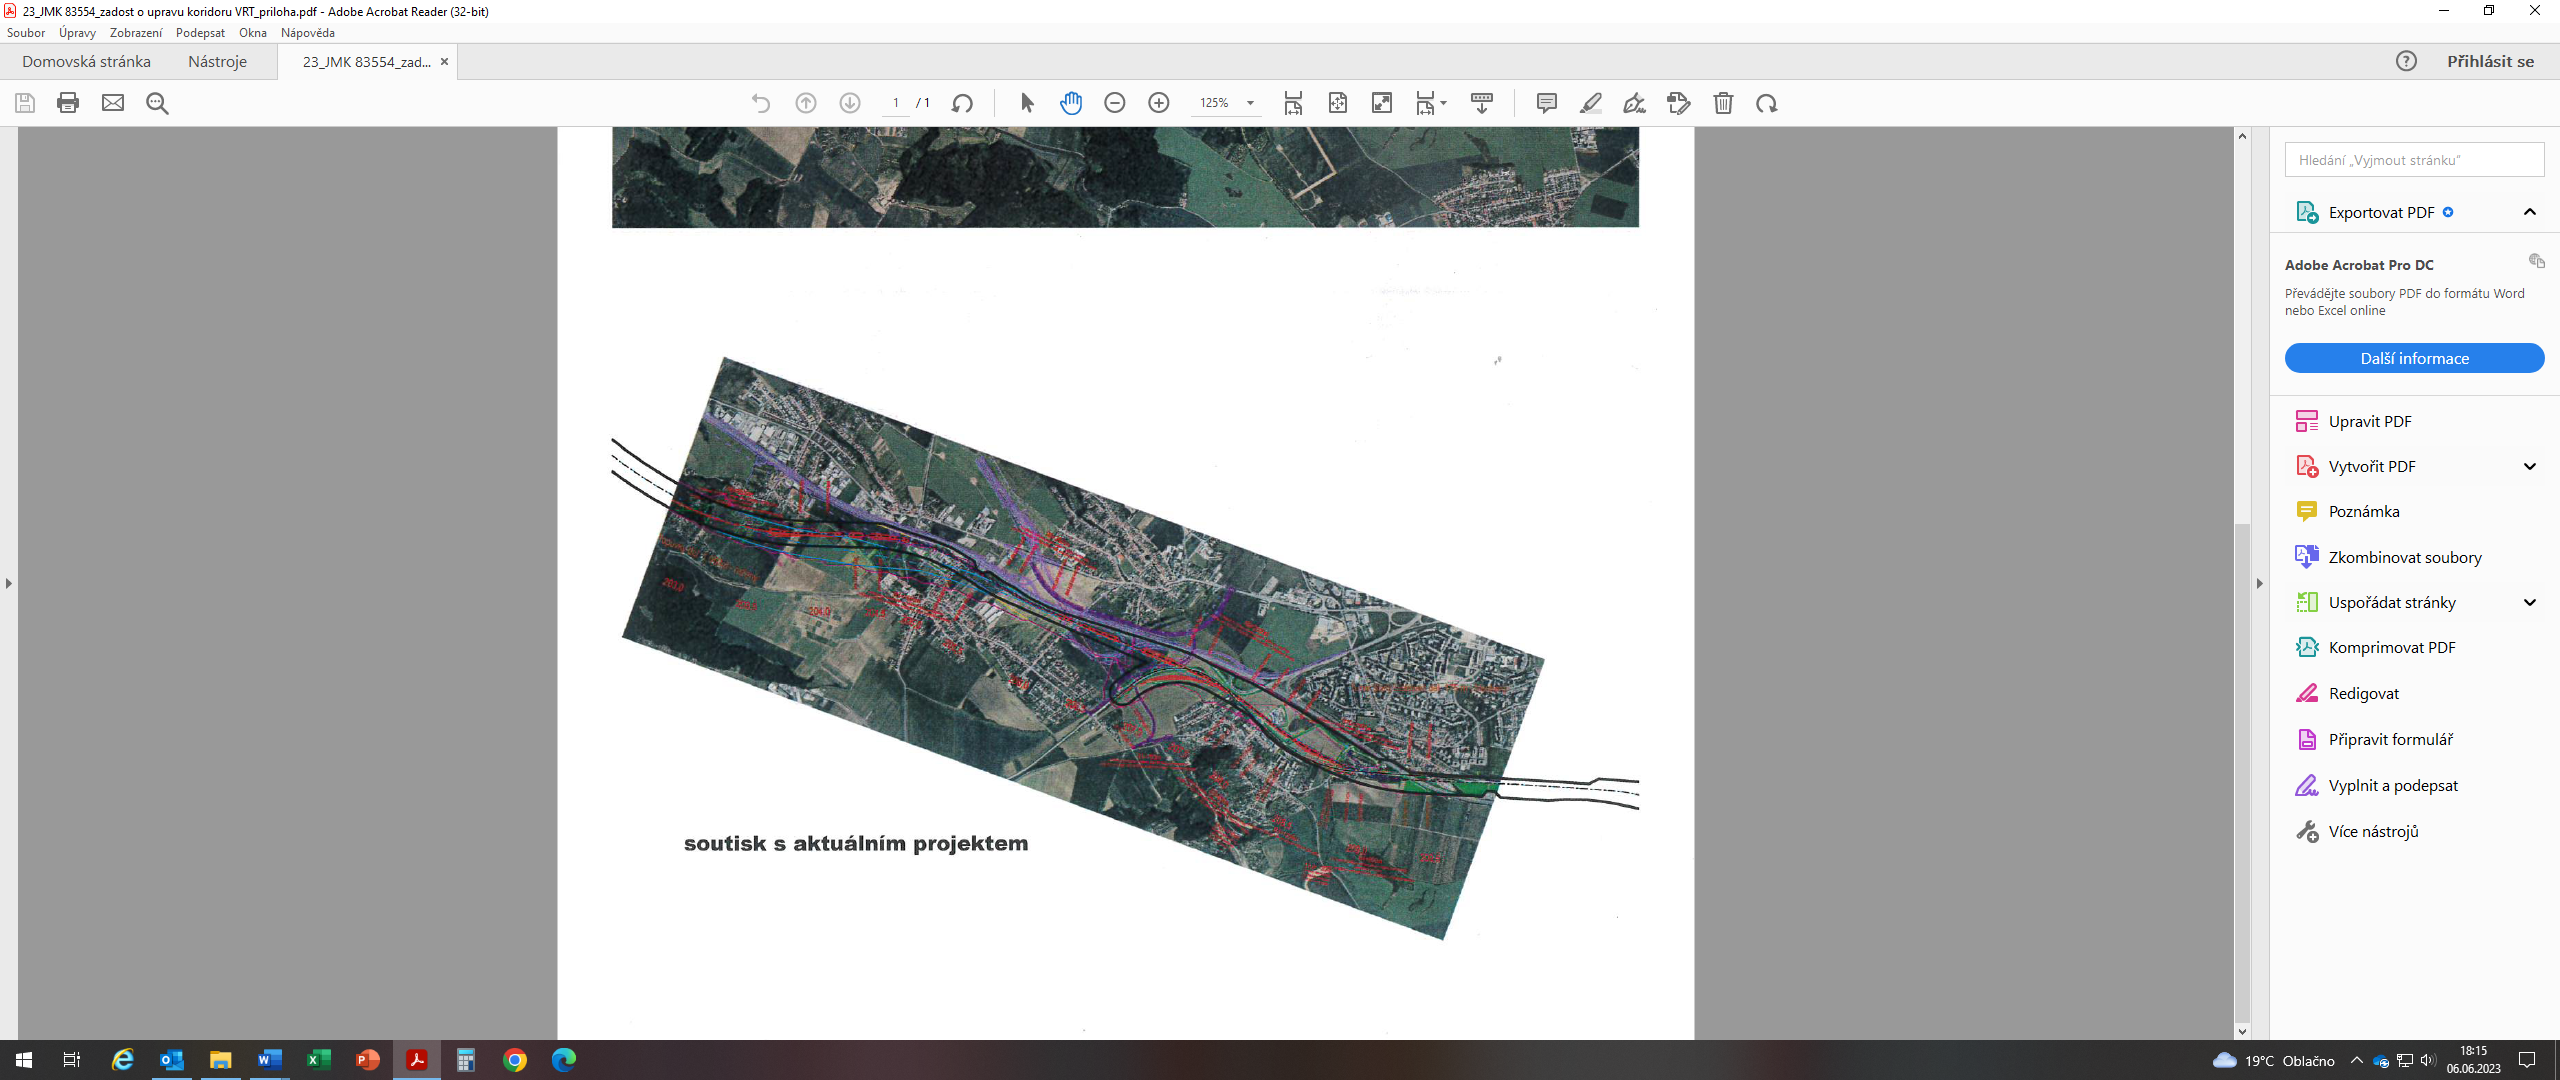 23_JMK 83554_zadost o upravu koridoru VRT_priloha.pdf - Adobe Acrobat Reader (32-bit)
Soubor Úpravy Zobrazení Podepsat Okna Nápověda
Domovská stránka Nástroje 23_JMK 83554_zad... Přihlásit se
1 / 1 125%
Hledání „Vyjmout stránku"
Exportovat PDF
Adobe Acrobat Pro DC
Převádějte soubory PDF do formátu Word
nebo Excel online
Další informace
Upravit PDF
Vytvořit PDF
Poznámka
Zkombinovat soubory
Uspořádat stránky
Komprimovat PDF
Redigovat
Připravit formulář
Vyplnit a podepsat
Více nástrojů
204.0
soutisk s aktuálním projektem
19°C Oblačno
18:15
06.06.2023